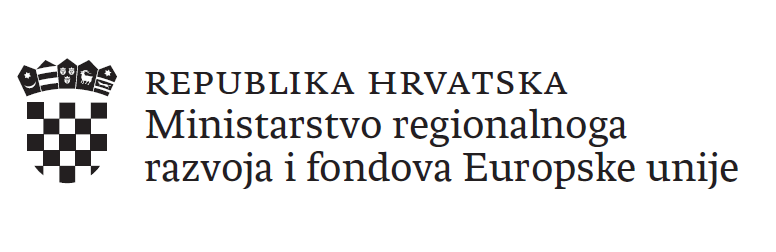 REPUBLIKA HRVATSKA
Ministarstvo regionalnoga
razvoja i fondova Europske unije